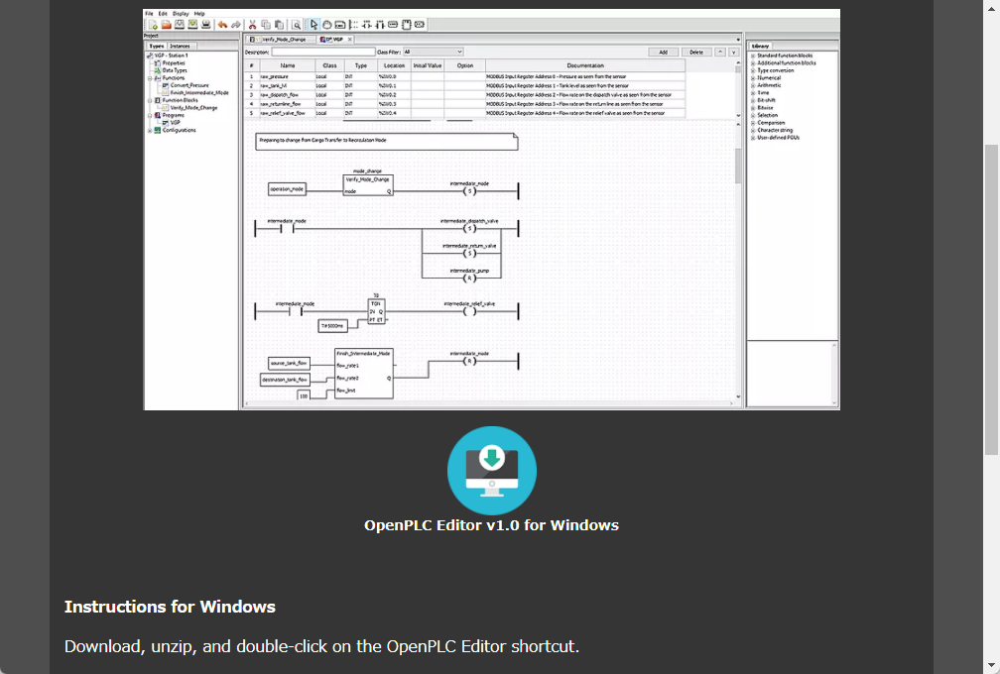 File Edit Display Help
Project
Types Instances
VGP - Station 1
Properties
Data Types
Functions
Convert_Pressure
Finish_Intermediate_Mode
Function Blocks
Verify_Mode_Change
Programs
VGP
Configurations
Verify_Mode_Change VGP
Description: Class Filter: All Add Delete
# Name Class Type Location Initial Value Option Documentation
1 raw_pressure Local INT %IW0.0 MODBUS Input Register Address 0 - Pressure as seen from the sensor
2 raw_tank_lvl Local INT %IW0.1 MODBUS Input Register Address 1 - Tank level as seen from the sensor
3 raw_dispatch_flow Local INT %IW0.2 MODBUS Input Register Address 2 - Flow rate on the dispatch valve as seen from the sensor
4 raw_returnline_flow Local INT %IW0.3 MODBUS Input Register Address 3 - Flow rate on the return line as seen from the sensor
5 raw_relief_valve_flow Local INT %IW0.4 MODBUS Input Register Address 4 - Flow rate on the relief valve as seen from the sensor
Preparing to change from Cargo Transfer to Recirculation Mode
mode_change
Verify_Mode_Change
operation_mode
mode Q
intermediate_mode
S
intermediate_mode
intermediate_dispatch_valve
S
intermediate_return_valve
S
intermediate_pump
R
intermediate_mode
TON
IN Q
PT ET
T#5000ms
intermediate_relief_valve
Finish_Intermediate_Mode
source_tank_flow
flow_rate1
destination_tank_flow
flow_rate2 Q
100
flow_limit
intermediate_mode
R
Library
Standard function blocks
Additional function blocks
Type conversion
Numerical
Arithmetic
Time
Bit-shift
Bitwise
Selection
Comparison
Character string
User-defined POUs
OpenPLC Editor v1.0 for Windows
Instructions for Windows
Download, unzip, and double-click on the OpenPLC Editor shortcut.